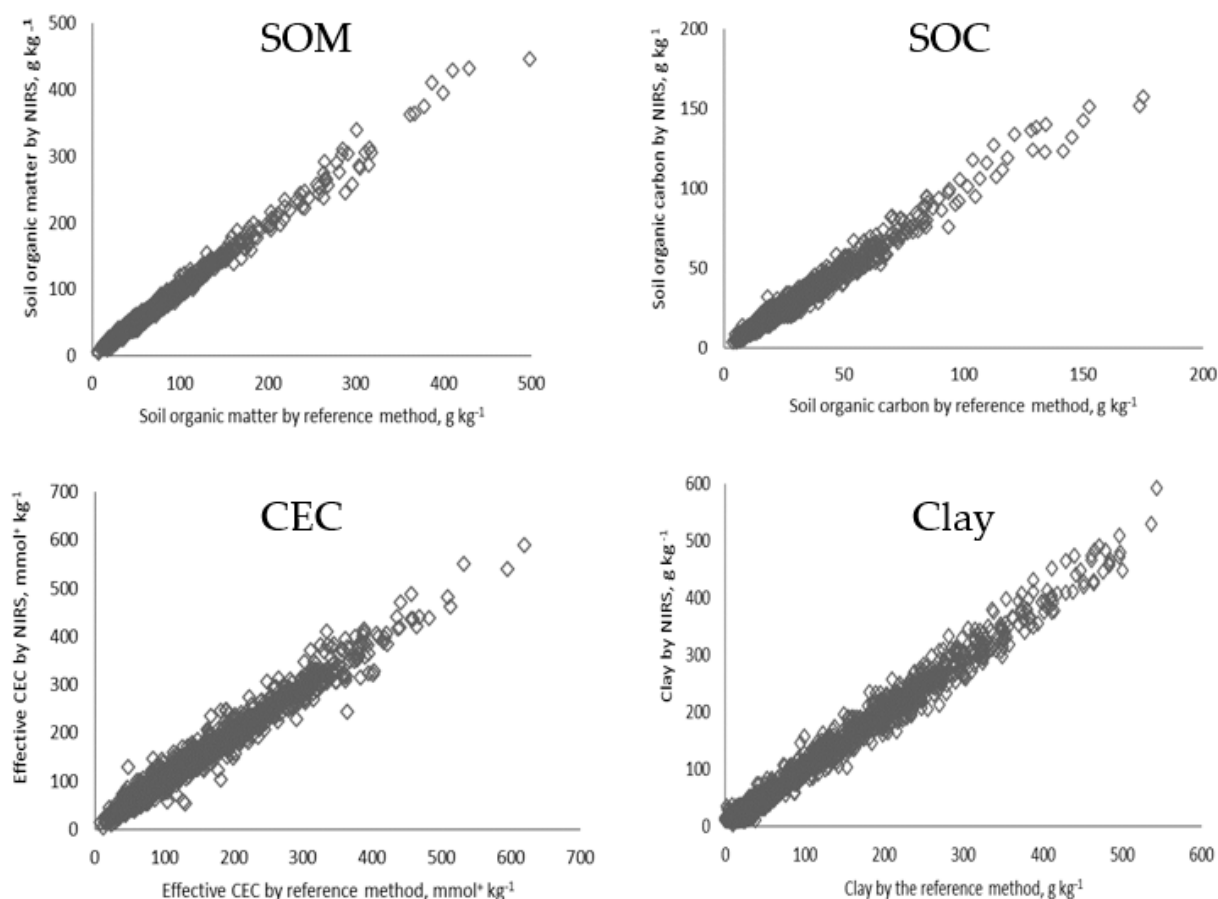 SOM
Soil organic matter by NIRS, g kg⁻¹
500
400
300
200
100
0
0 100 200 300 400 500
Soil organic matter by reference method, g kg⁻¹
SOC
Soil organic carbon by NIRS, g kg¹
200
150
100
50
0
0 50 100 150 200
Soil organic carbon by reference method, g kg⁻¹
CEC
Effective CEC by NIRS, mmol⁺ kg⁻¹
700
600
500
400
300
200
100
0
0 100 200 300 400 500 600 700
Effective CEC by reference method, mmol⁺ kg⁻¹
Clay
Clay by NIRS, g kg⁻¹
600
500
400
300
200
100
0
0 100 200 300 400 500 600
Clay by the reference method, g kg⁻¹